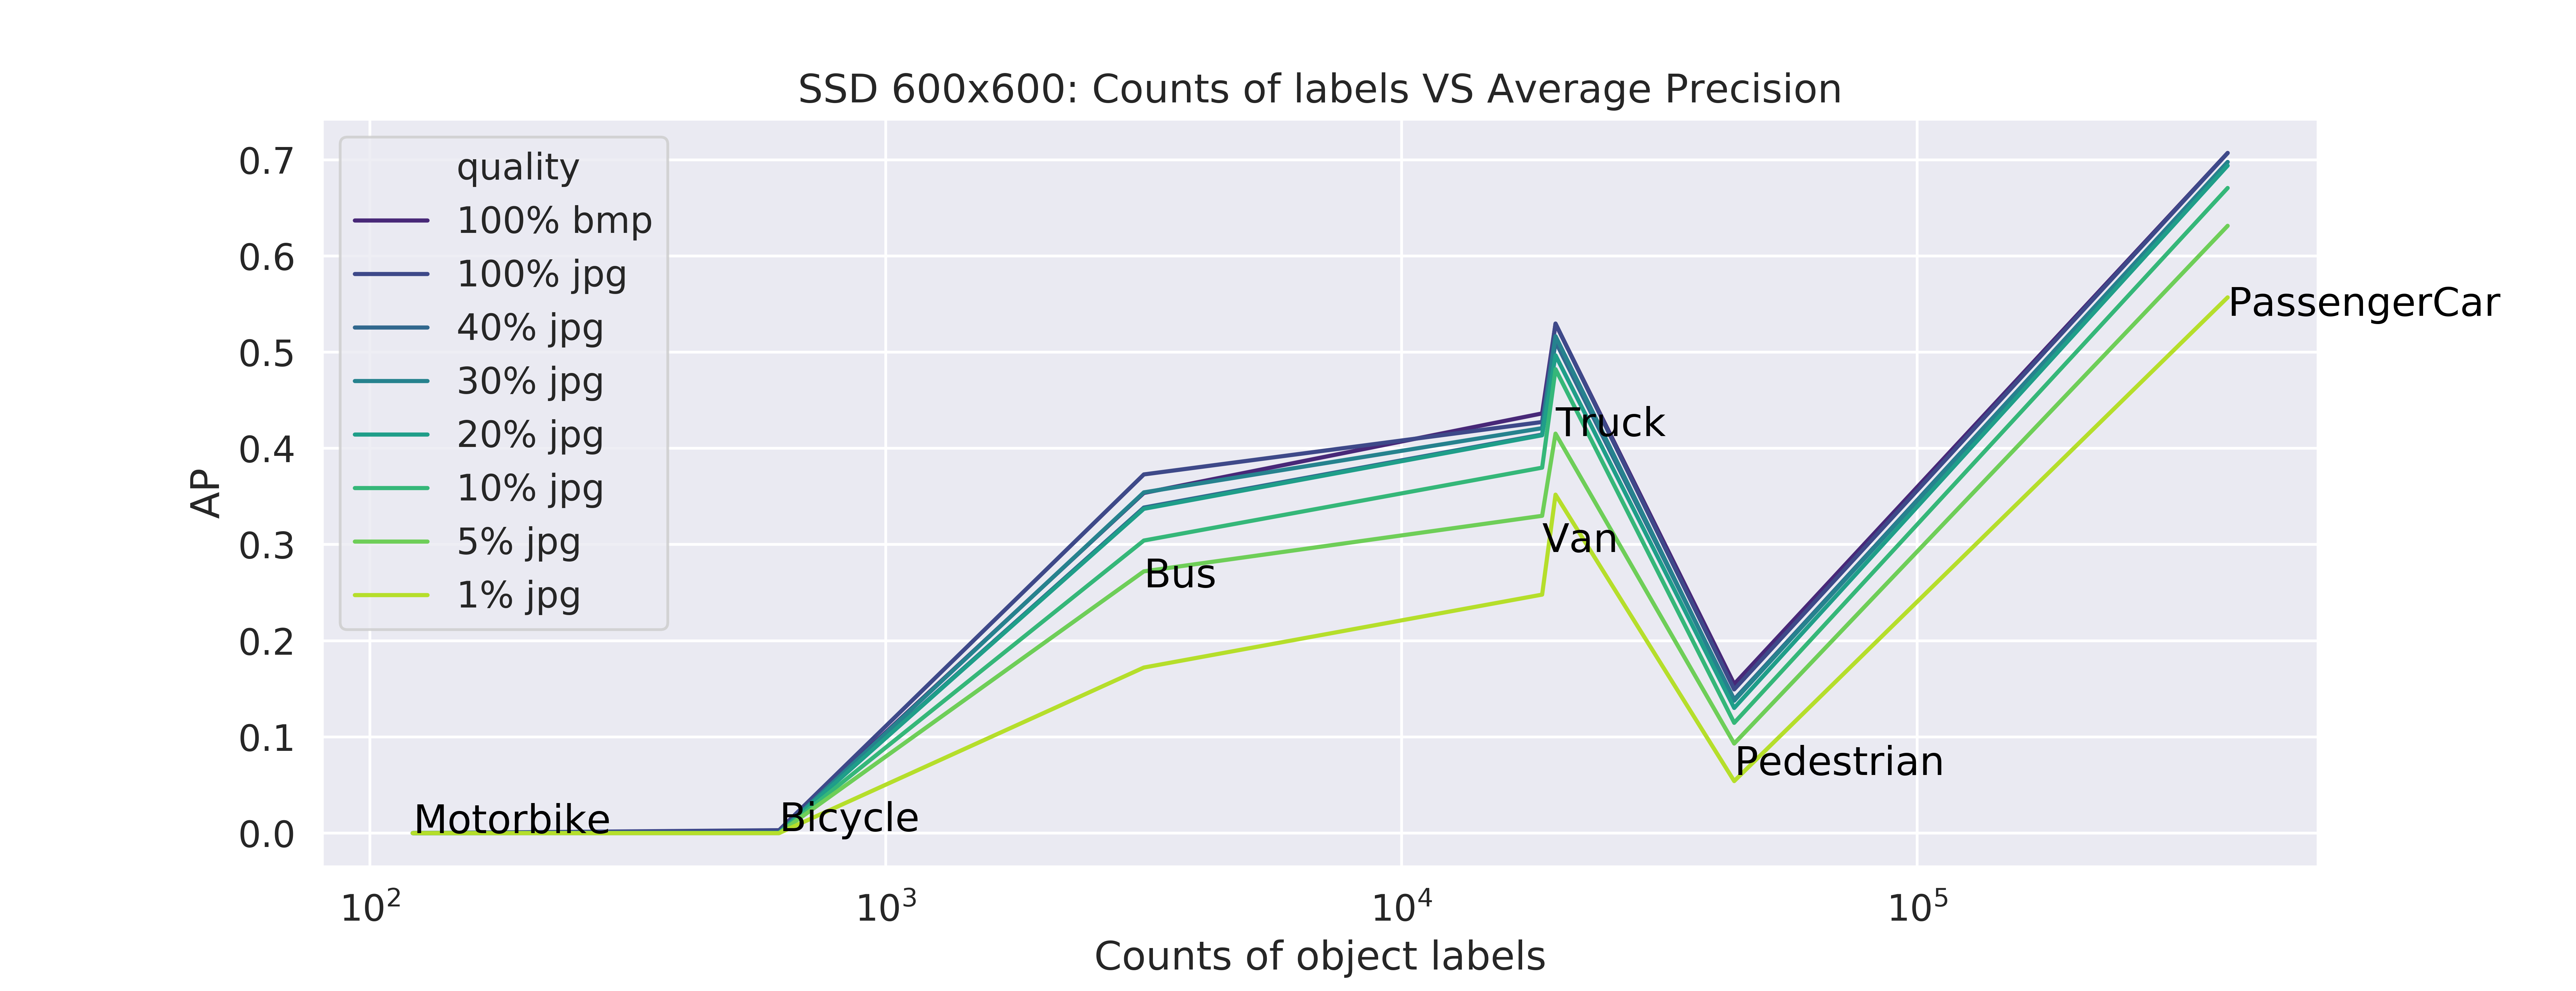 SSD 600x600: Counts of labels VS Average Precision
quality
100% bmp
100% jpg
40% jpg
30% jpg
20% jpg
10% jpg
5% jpg
1% jpg
0.7
0.6
0.5
0.4
0.3
0.2
0.1
0.0
AP
Motorbike
Bicycle
Bus
Van
Truck
Pedestrian
PassengerCar
10²
10³
10⁴
10⁵
Counts of object labels